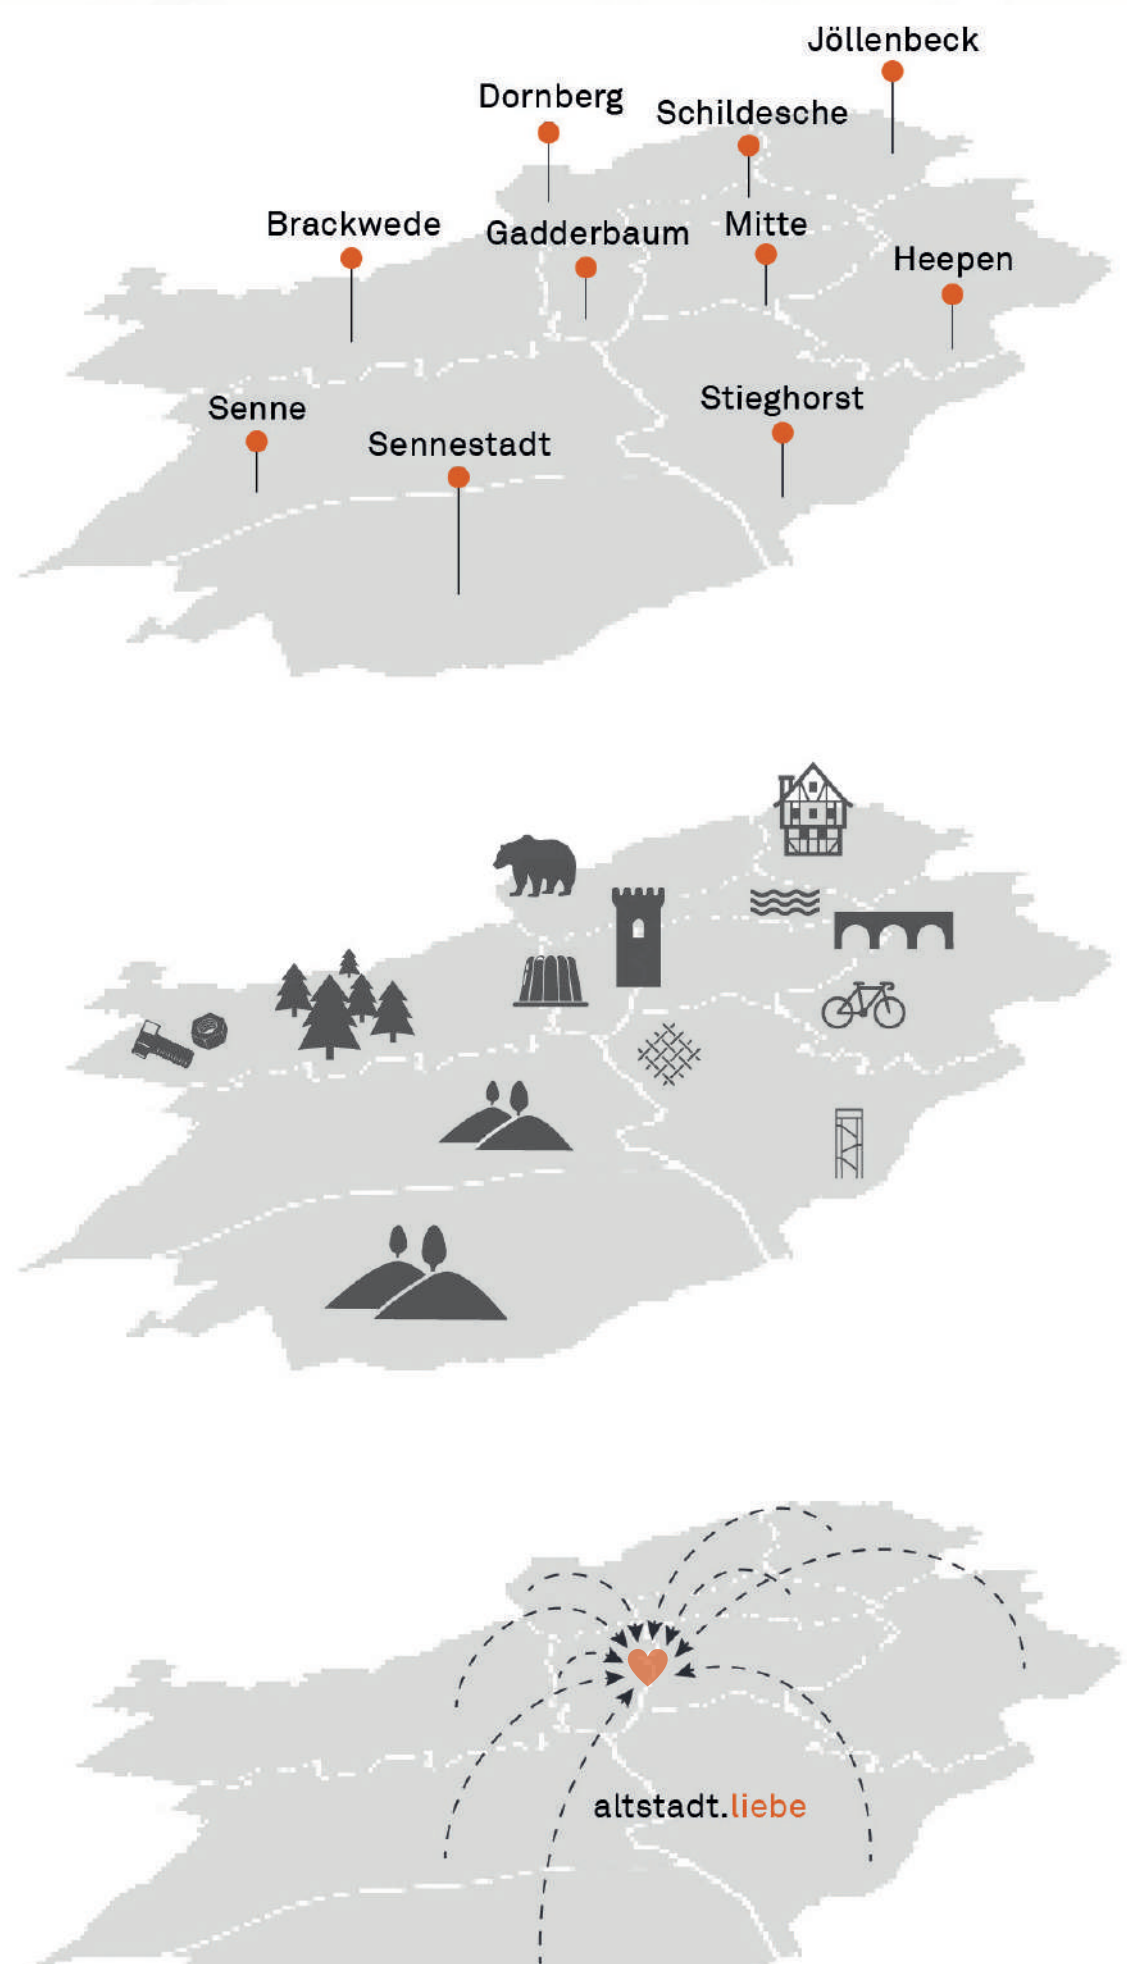 Jöllenbeck
Dornberg
Schildesche
Brackwede
Gadderbaum
Mitte
Heepen
Senne
Stieghorst
Sennestadt
altstadt.liebe